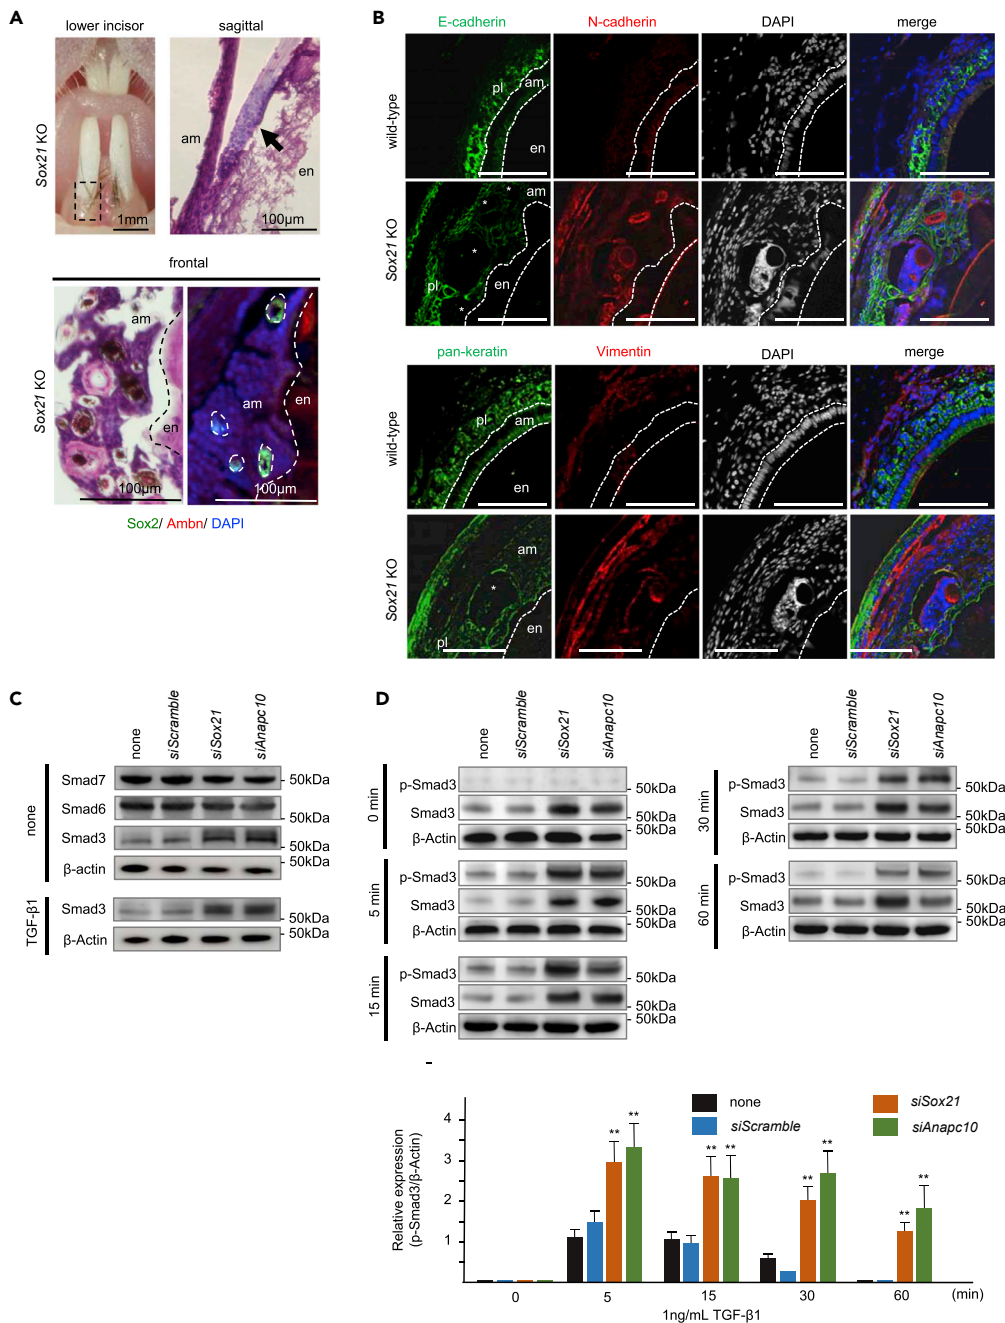 A
lower incisor
sagittal
Sox21 KO
am
en
1mm
100µm
frontal
Sox21 KO
am
en
am
en
100µm
100µm
Sox2/ Ambn/ DAPI
B
E-cadherin
N-cadherin
DAPI
merge
wild-type
pl
am
en
Sox21 KO
*
*
*
*
am
en
pl
pan-keratin
Vimentin
DAPI
merge
wild-type
pl
am
en
Sox21 KO
am
*
en
pl
C
none
siScramble
siSox21
siAnapc10
none
Smad7
50kDa
Smad6
50kDa
Smad3
50kDa
β-actin
50kDa
TGF-β1
Smad3
50kDa
β-Actin
50kDa
D
none
siScramble
siSox21
siAnapc10
0 min
p-Smad3
50kDa
Smad3
50kDa
β-Actin
50kDa
5 min
p-Smad3
50kDa
Smad3
50kDa
β-Actin
50kDa
15 min
p-Smad3
50kDa
Smad3
50kDa
β-Actin
50kDa
none
siScramble
siSox21
siAnapc10
30 min
p-Smad3
50kDa
Smad3
50kDa
β-Actin
50kDa
60 min
p-Smad3
50kDa
Smad3
50kDa
β-Actin
50kDa
Relative expression
(p-Smad3/β-Actin)
4
3
2
1
none
siScramble
siSox21
siAnapc10
** ** ** ** ** ** ** **
0 5 15 30 60 (min)
1ng/mL TGF-β1